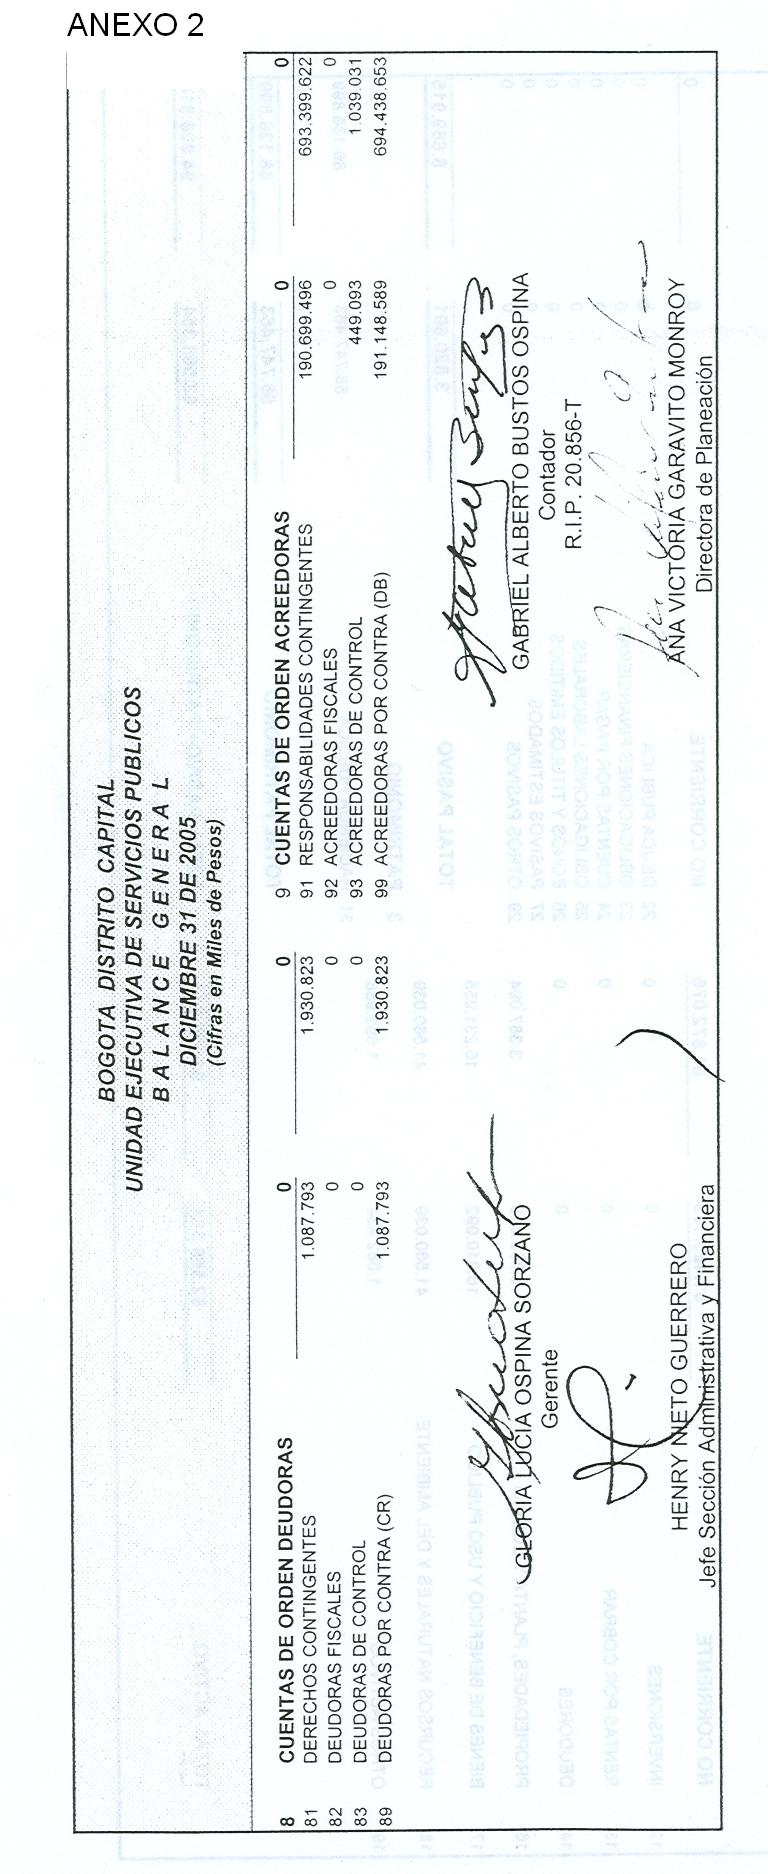 ANEXO 2
BOGOTA DISTRITO CAPITAL
UNIDAD EJECUTIVA DE SERVICIOS PUBLICOS
B A L A N C E G E N E R A L
DICIEMBRE 31 DE 2005
(Cifras en Miles de Pesos)
8 CUENTAS DE ORDEN DEUDORAS 0 0 9 CUENTAS DE ORDEN ACREEDORAS 0 0
81 DERECHOS CONTINGENTES 1.087.793 1.930.823 91 RESPONSABILIDADES CONTINGENTES 190.699.496 693.399.622
82 DEUDORAS FISCALES 0 0 92 ACREEDORAS FISCALES 0 0
83 DEUDORAS DE CONTROL 0 0 93 ACREEDORAS DE CONTROL 449.093 1.039.031
89 DEUDORAS POR CONTRA (CR) 1.087.793 1.930.823 99 ACREEDORAS POR CONTRA (DB) 191.148.589 694.438.653
GLORIA LUCIA OSPINA SORZANO GABRIEL ALBERTO BUSTOS OSPINA
Gerente Contador
R.I.P. 20.856-T
HENRY NIETO GUERRERO ANA VICTORIA GARAVITO MONROY
Jefe Sección Administrativa y Financiera Directora de Planeación